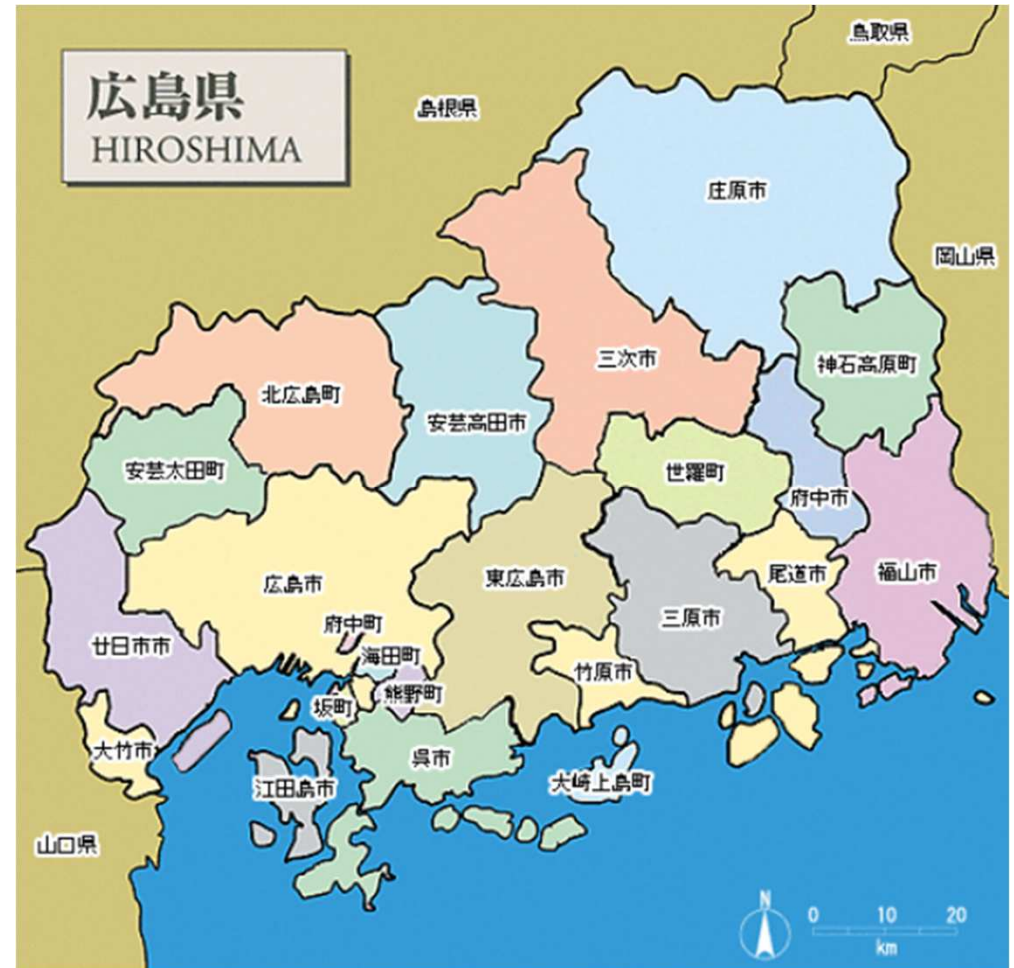 鳥取県
広島県
HIROSHIMA
島根県
庄原市
岡山県
三次市
神石高原町
北広島町
安芸高田市
安芸太田町
世羅町
府中市
広島市
東広島市
尾道市
福山市
三原市
府中町
廿日市市
海田町
竹原市
熊野町
坂町
大竹市
呉市
江田島市
大崎上島町
山口県
N
0 10 20
km